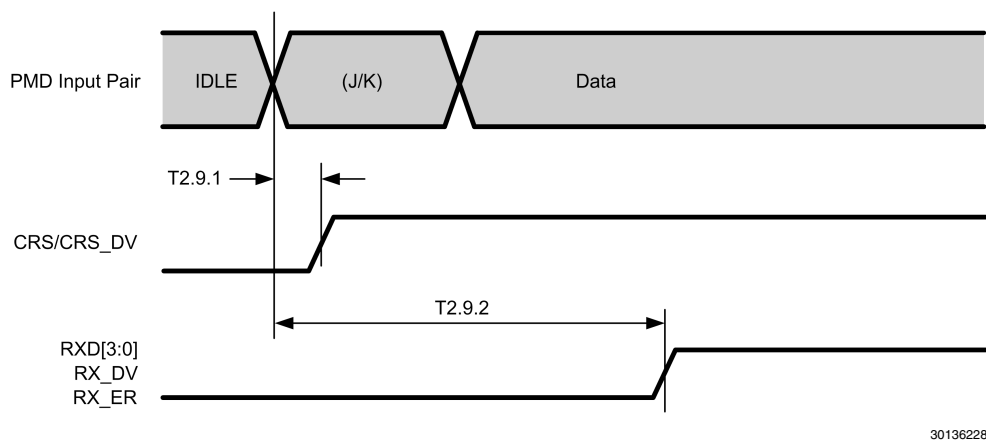 PMD Input Pair
IDLE
(J/K)
Data
T2.9.1
CRS/CRS_DV
T2.9.2
RXD[3:0]
RX_DV
RX_ER
30136228